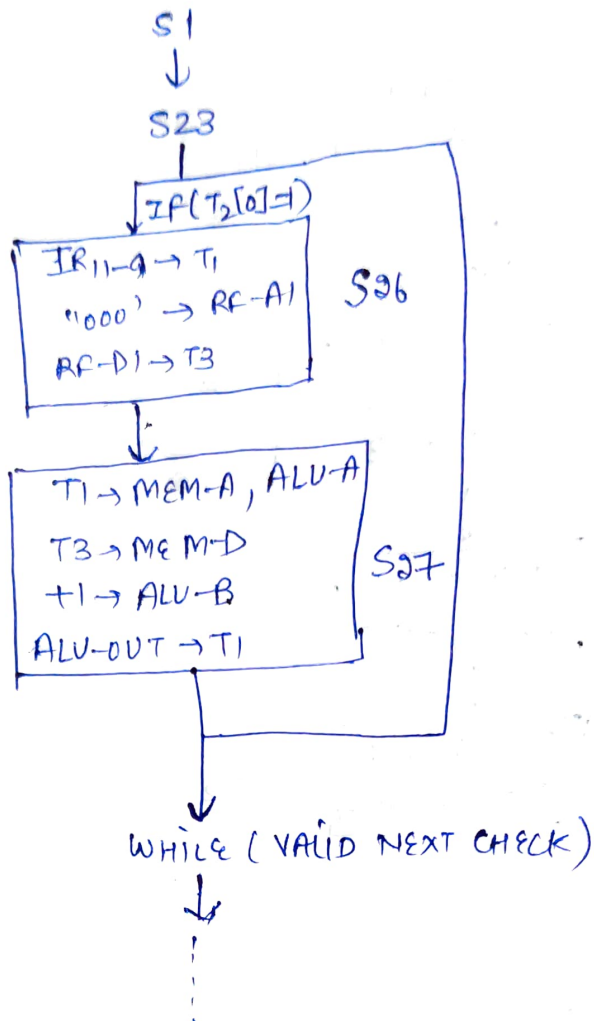 S1
S23
If(T2[0]=1)
IR11-9 → T1
"000' → RF-A1
RF-D1 → T3
S26
T1 → MEM-A, ALU-A
T3 → MEM-D
+1 → ALU-B
ALU-OUT → T1
S27
WHILE (VALID NEXT CHECK)